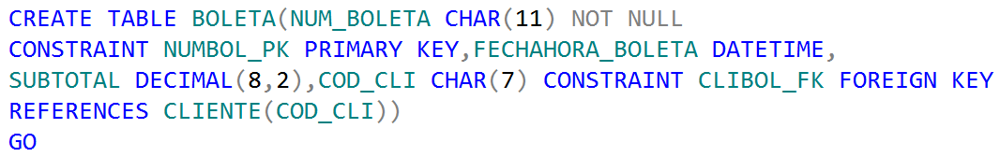 CREATE TABLE BOLETA(NUM_BOLETA CHAR(11) NOT NULL
CONSTRAINT NUMBOL_PK PRIMARY KEY,FECHAHORA_BOLETA DATETIME,
SUBTOTAL DECIMAL(8,2),COD_CLI CHAR(7) CONSTRAINT CLIBOL_FK FOREIGN KEY
REFERENCES CLIENTE(COD_CLI))
GO